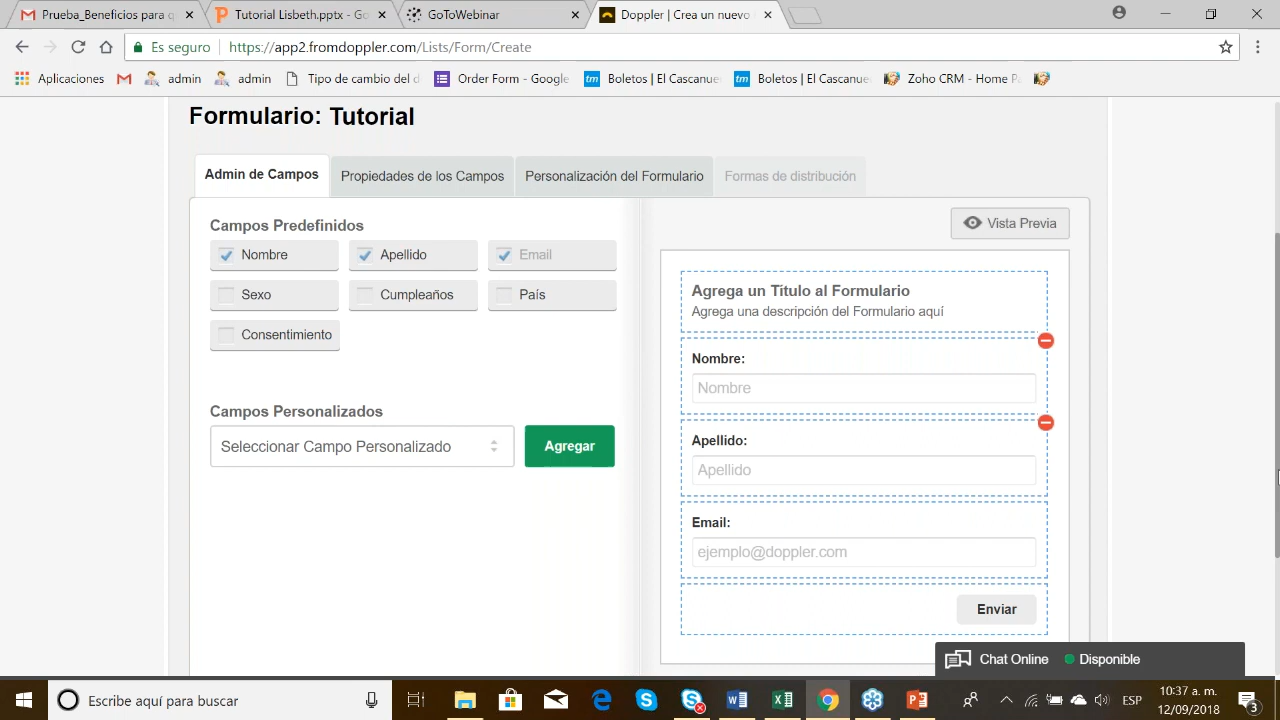 Prueba_Beneficios para q
Tutorial Lisbeth.pptx - Go
GoToWebinar
Doppler | Crea un nuevo
Es seguro
https://app2.fromdoppler.com/Lists/Form/Create
Aplicaciones
admin
admin
Tipo de cambio del d
Order Form - Google
Boletos | El Cascanue
Boletos | El Cascanue
Zoho CRM - Home Pa
Formulario: Tutorial
Admin de Campos
Propiedades de los Campos
Personalización del Formulario
Formas de distribución
Campos Predefinidos
Vista Previa
Nombre
Apellido
Email
Sexo
Cumpleaños
País
Consentimiento
Campos Personalizados
Seleccionar Campo Personalizado
Agregar
Agrega un Título al Formulario
Agrega una descripción del Formulario aquí
Nombre:
Nombre
Apellido:
Apellido
Email:
ejemplo@doppler.com
Enviar
Chat Online
Disponible
Escribe aquí para buscar
ESP
10:37 a. m.
12/09/2018
3